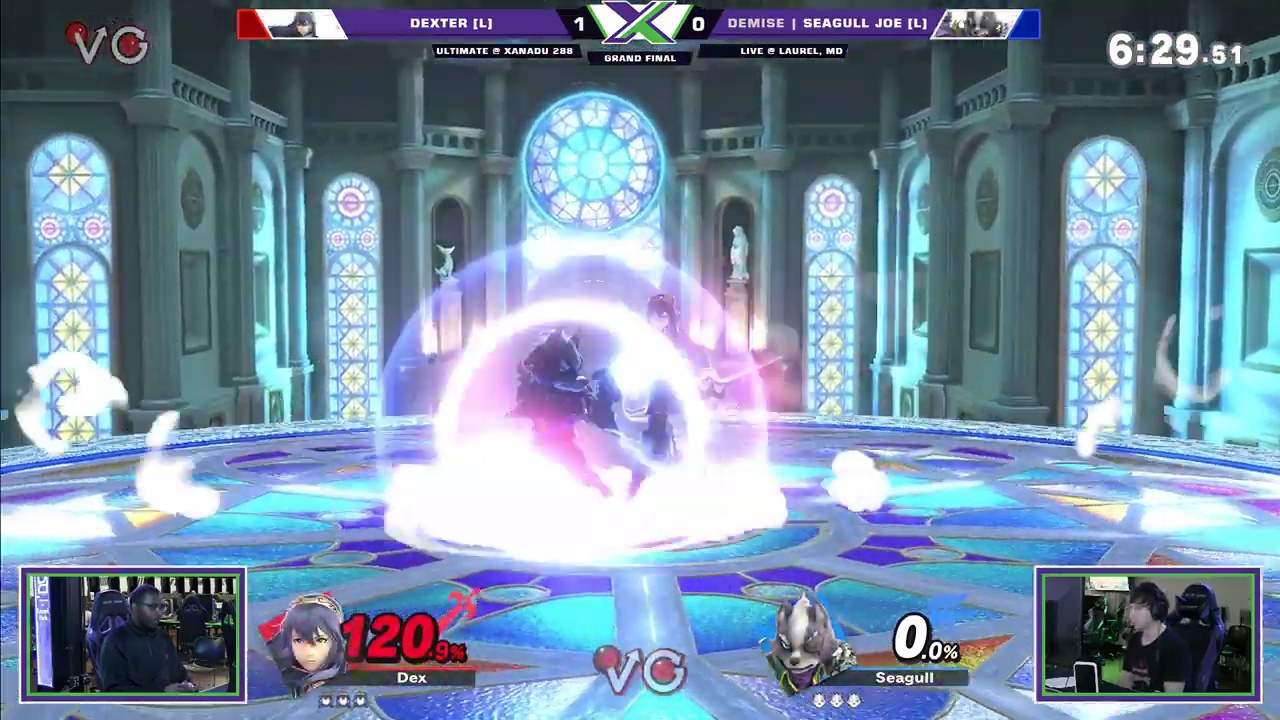 VG
DEXTER [L]
1
0
DEMISE | SEAGULL JOE [L]
ULTIMATE @ XANADU 288
GRAND FINAL
LIVE @ LAUREL, MD
6:29.51
120.9%
Dex
VG
0.0%
Seagull